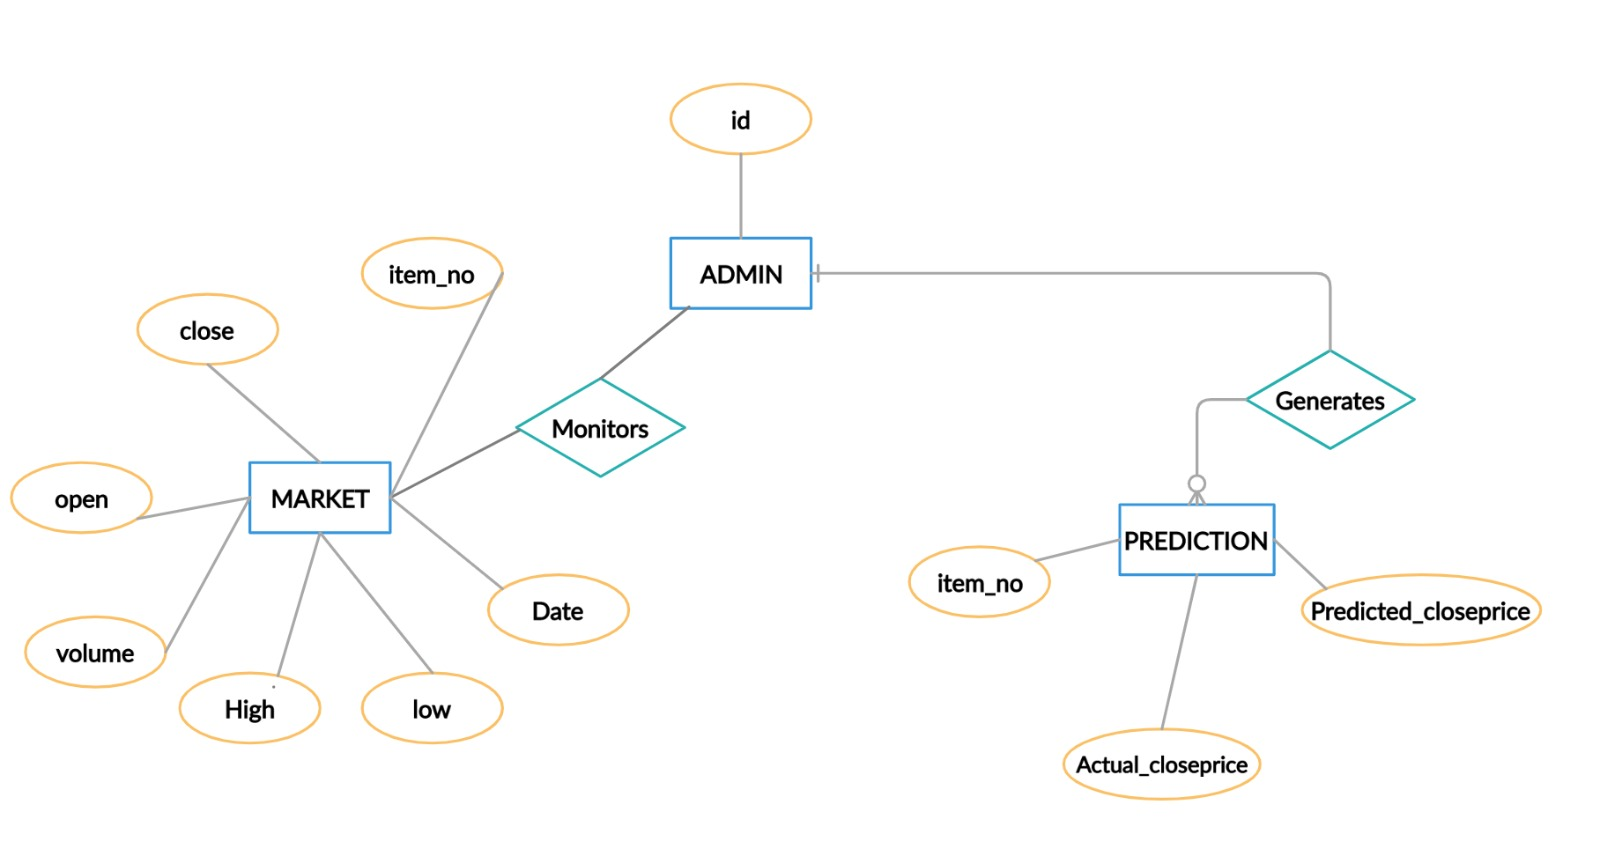 id
item_no
ADMIN
close
Generates
Monitors
open
MARKET
PREDICTION
item_no
Date
Predicted_closeprice
volume
High
low
Actual_closeprice